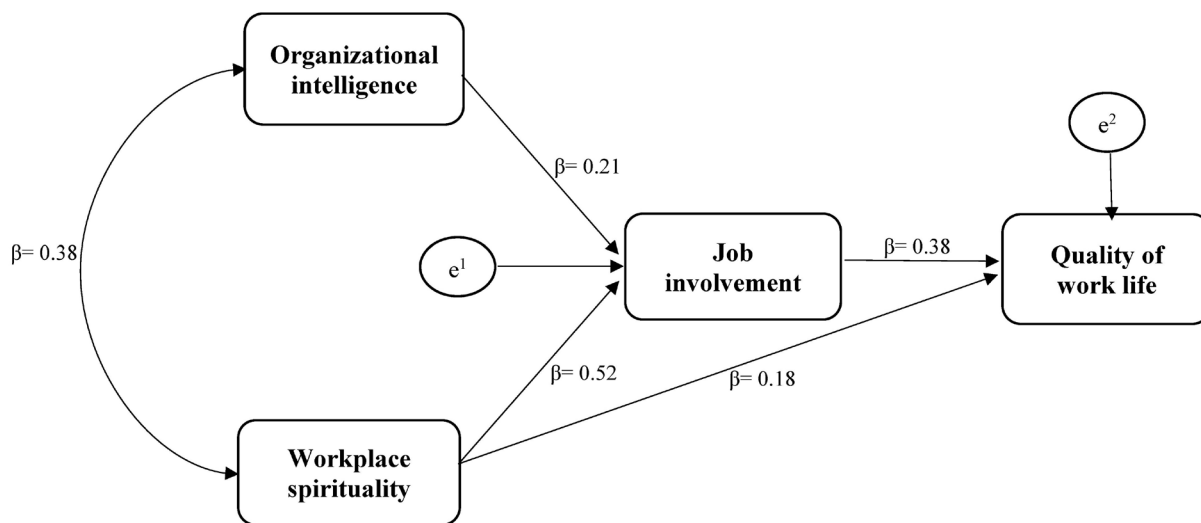 Organizational
intelligence
e²
β= 0.21
β= 0.38
Job
involvement
β= 0.38
Quality of
work life
e¹
β= 0.52
β= 0.18
Workplace
spirituality